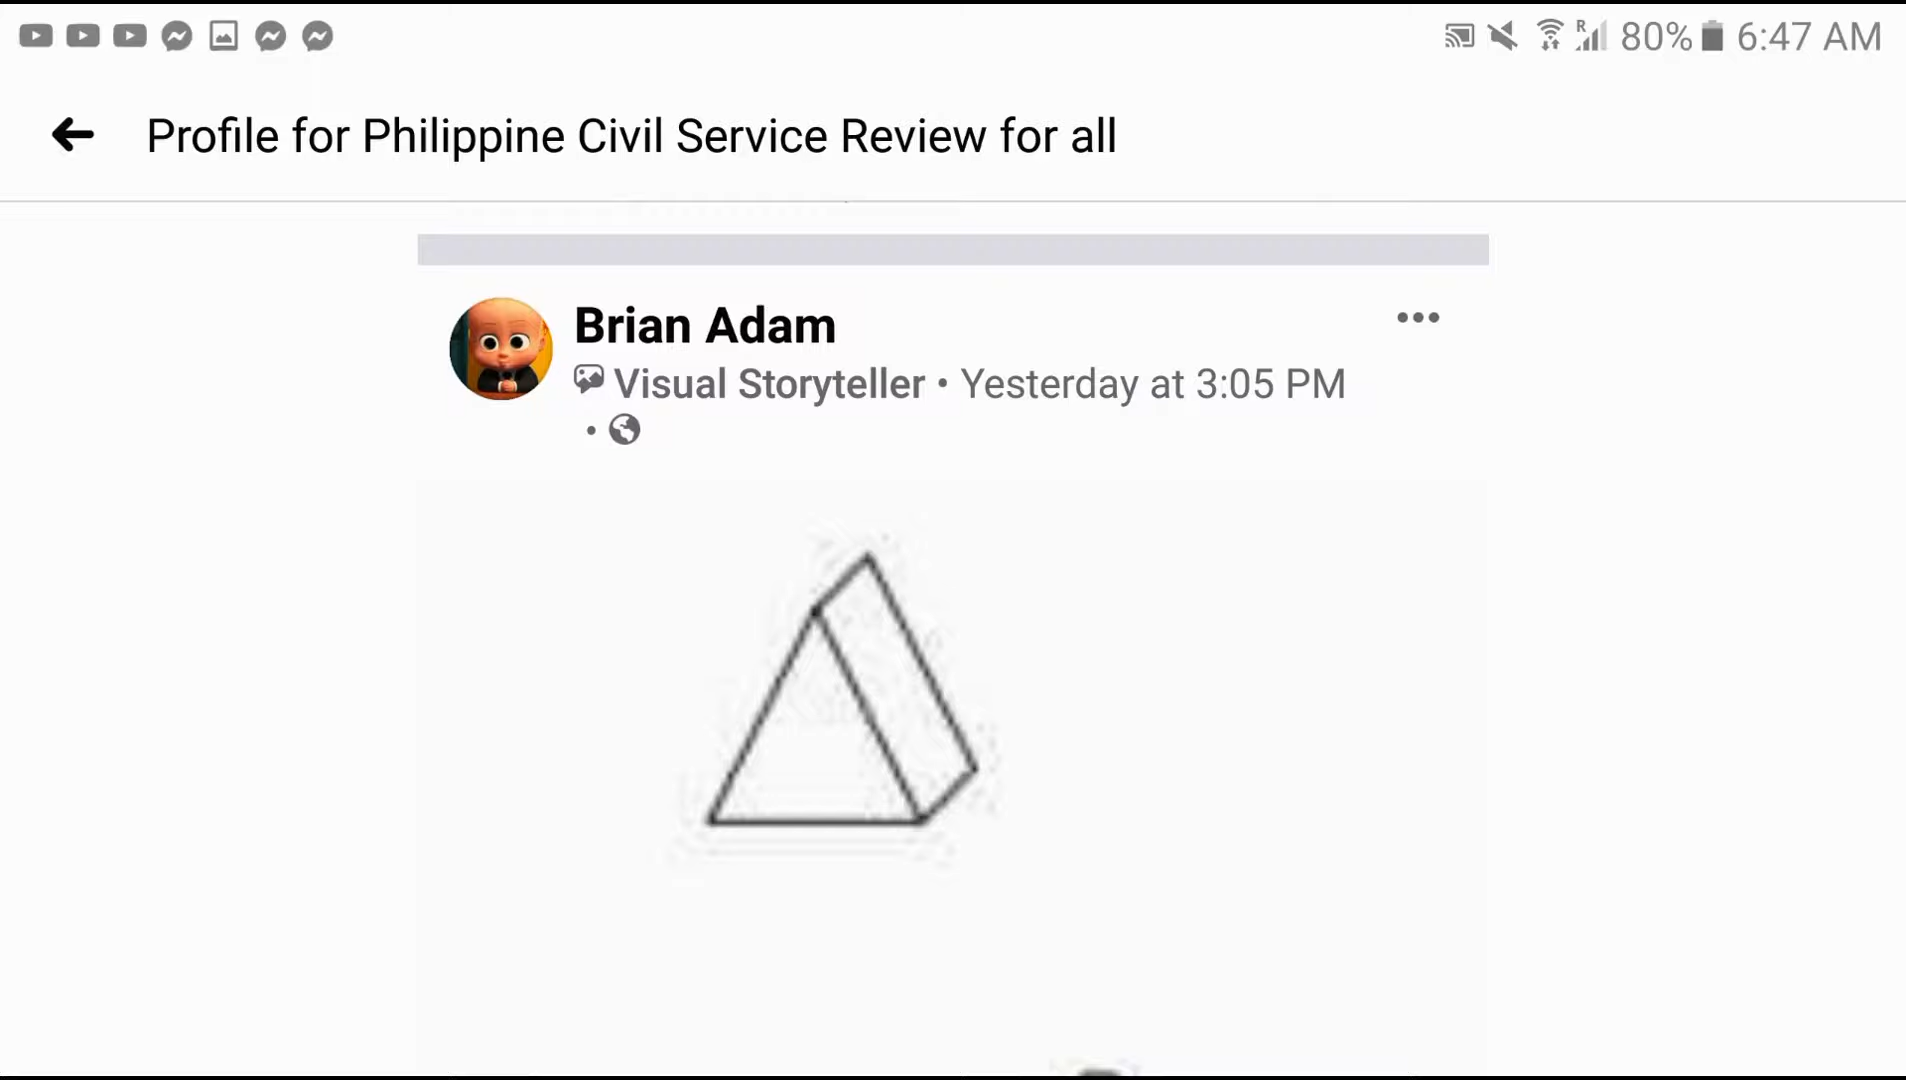 80% 6:47 AM
Profile for Philippine Civil Service Review for all
Brian Adam
Visual Storyteller • Yesterday at 3:05 PM